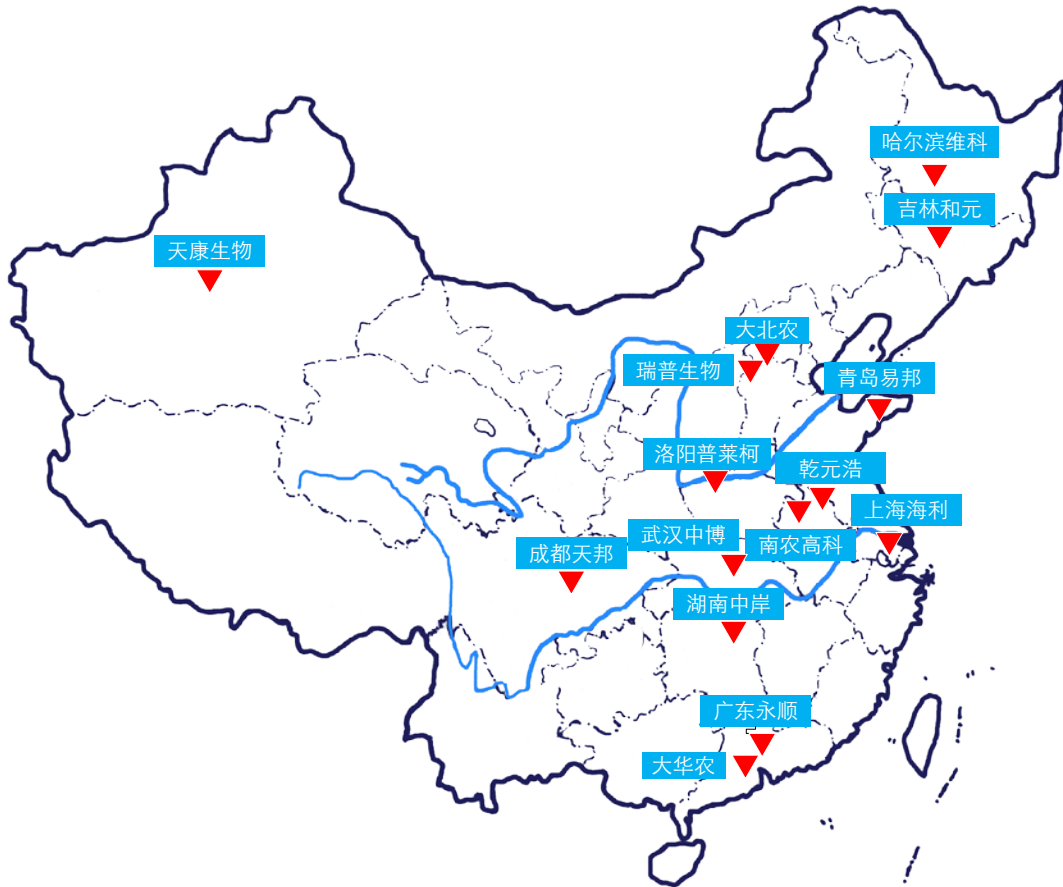 哈尔滨维科
吉林和元
天康生物
大北农
瑞普生物
青岛易邦
洛阳普莱柯
乾元浩
上海海利
武汉中博
南农高科
成都天邦
湖南中岸
广东永顺
大华农